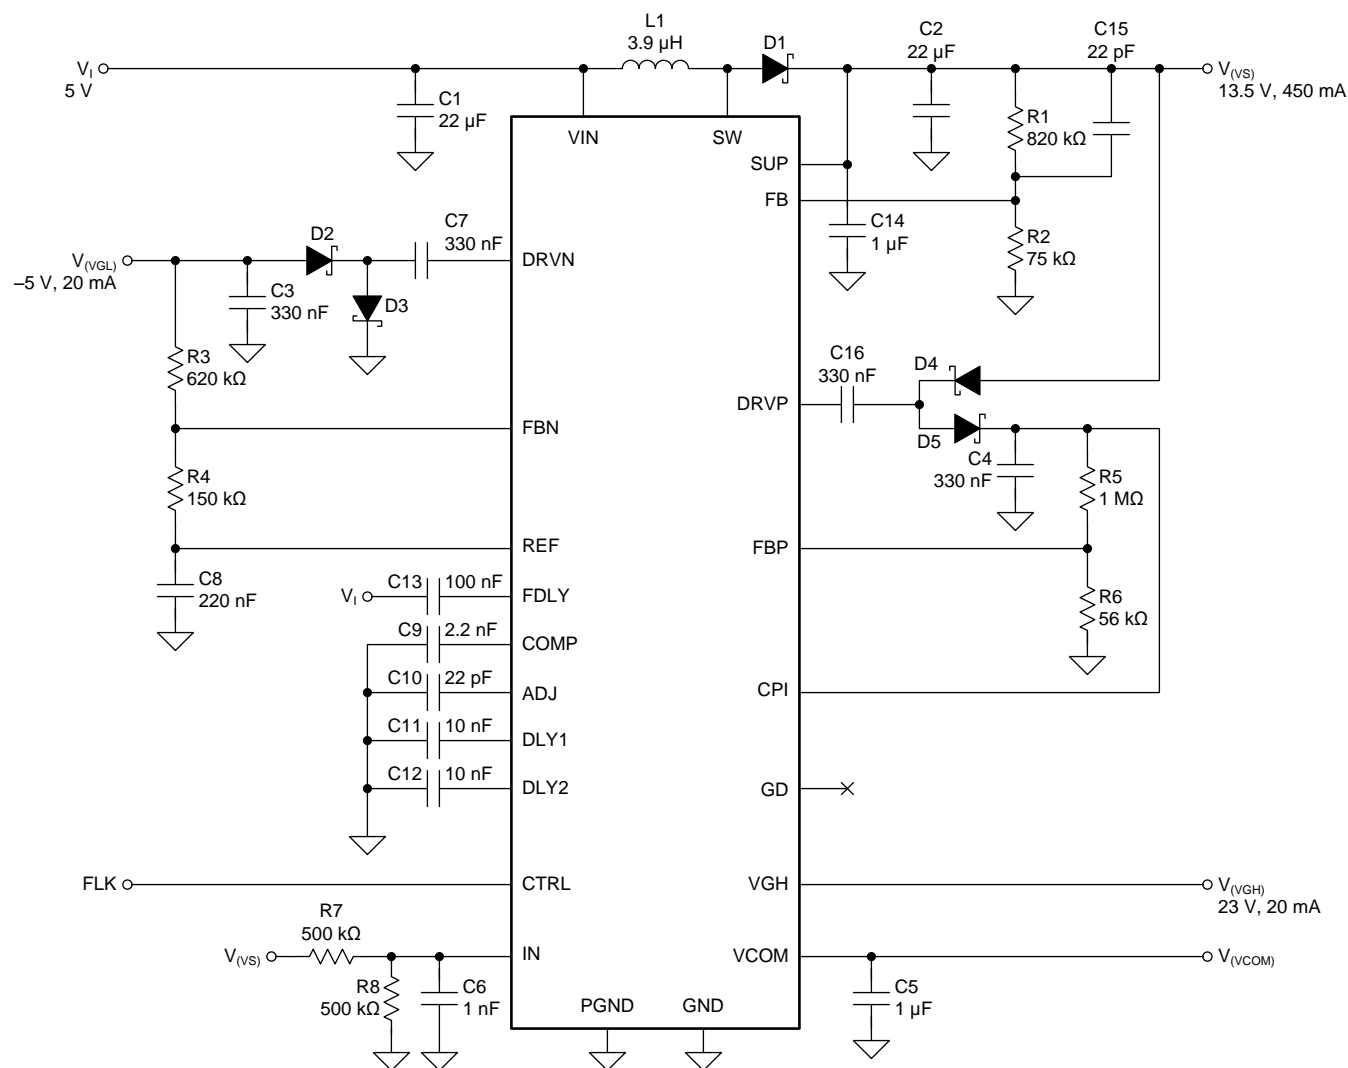 L1
3.9 µH
D1
C2
22 µF
C15
22 pF
VI
5 V
V(VS)
13.5 V, 450 mA
C1
22 µF
R1
820 kΩ
VIN
SW
SUP
FB
C14
1 µF
R2
75 kΩ
C7
330 nF
D2
V(VGL)
–5 V, 20 mA
DRVN
C3
330 nF
D3
R3
620 kΩ
C16
330 nF
D4
DRVP
D5
FBN
C4
330 nF
R5
1 MΩ
R4
150 kΩ
REF
FBP
C8
220 nF
C13
100 nF
VI
FDLY
R6
56 kΩ
C9
2.2 nF
COMP
C10
22 pF
ADJ
CPI
C11
10 nF
DLY1
C12
10 nF
DLY2
GD
FLK
CTRL
VGH
V(VGH)
23 V, 20 mA
R7
500 kΩ
V(VS)
IN
VCOM
V(VCOM)
R8
500 kΩ
C6
1 nF
C5
1 µF
PGND
GND